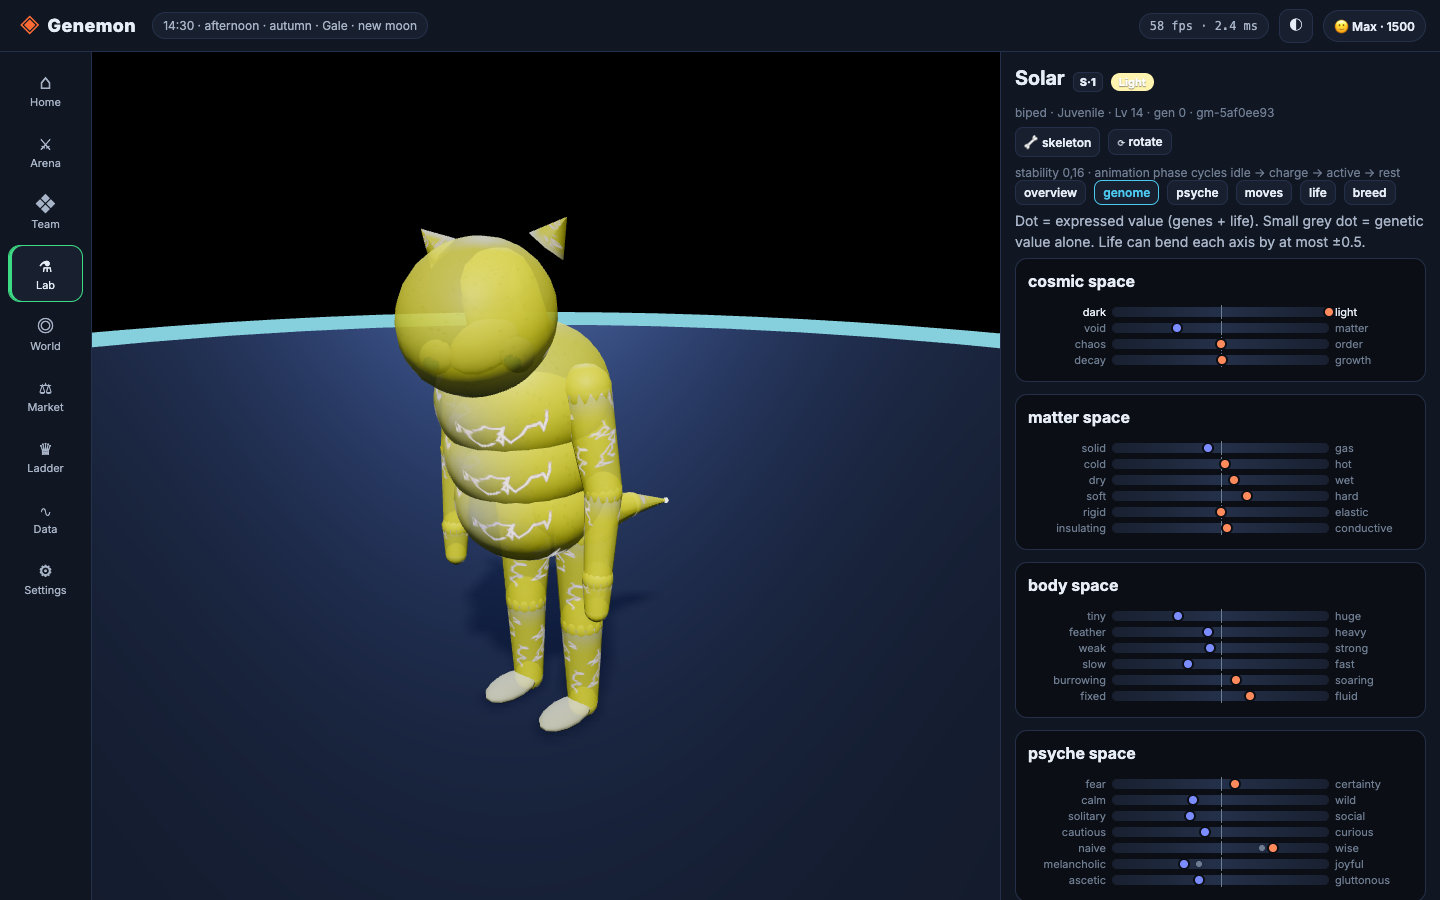 Genemon
14:30 · afternoon · autumn · Gale · new moon
58 fps · 2.4 ms
Max · 1500
Home
Arena
Team
Lab
World
Market
Ladder
Data
Settings
Solar S·1 Light
biped · Juvenile · Lv 14 · gen 0 · gm-5af0ee93
skeleton rotate
stability 0,16 · animation phase cycles idle → charge → active → rest
overview genome psyche moves life breed
Dot = expressed value (genes + life). Small grey dot = genetic
value alone. Life can bend each axis by at most ±0.5.
cosmic space
dark light
void matter
chaos order
decay growth
matter space
solid gas
cold hot
dry wet
soft hard
rigid elastic
insulating conductive
body space
tiny huge
feather heavy
weak strong
slow fast
burrowing soaring
fixed fluid
psyche space
fear certainty
calm wild
solitary social
cautious curious
naive wise
melancholic joyful
ascetic gluttonous